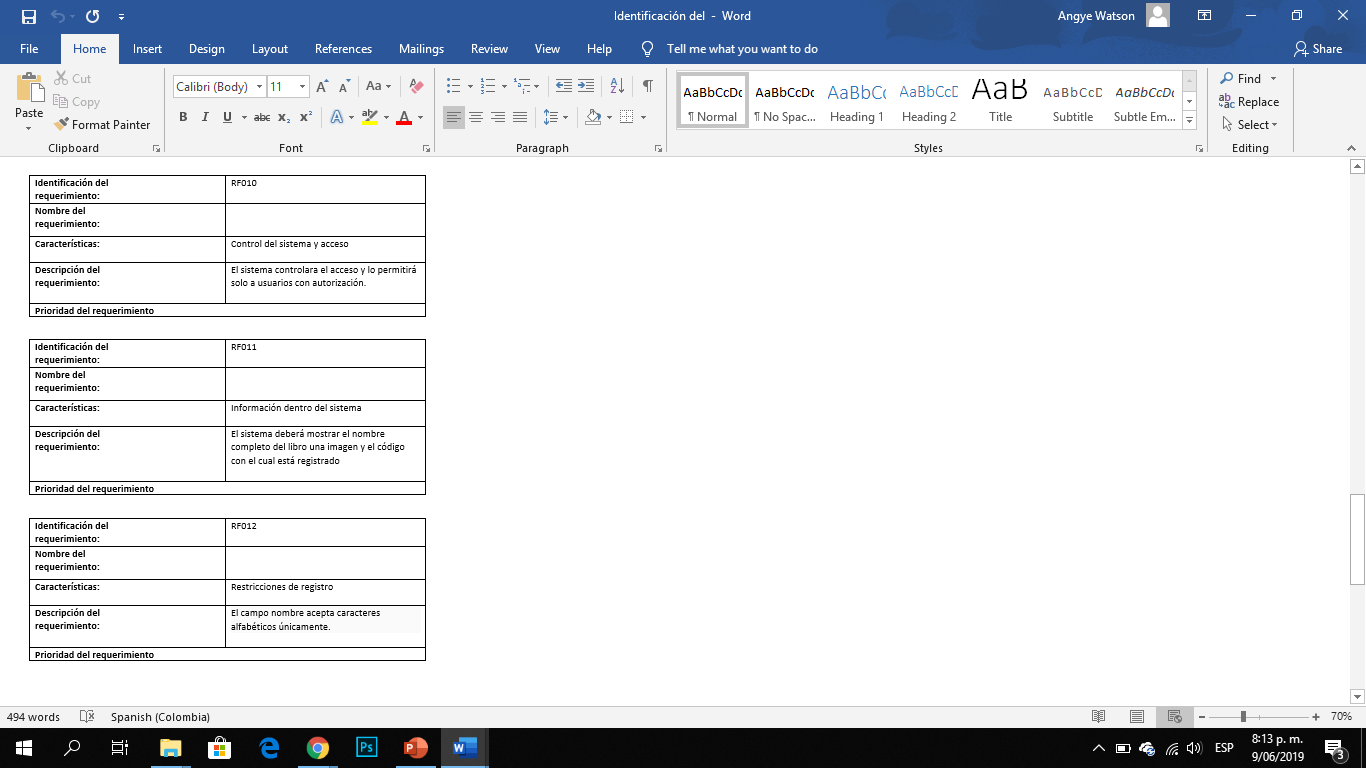 Identificación del - Word
Angye Watson
File Home Insert Design Layout References Mailings Review View Help Tell me what you want to do Share
Paste
Cut
Copy
Format Painter
Clipboard
Calibri (Body) 11
Font
Paragraph
AaBbCcDc AaBbCcDc AaBbCc AaBbCcD AaB AaBbCcD AaBbCcDc
¶ Normal ¶ No Spac... Heading 1 Heading 2 Title Subtitle Subtle Em...
Styles
Find
Replace
Select
Editing
Identificación del RF010
requerimiento:
Nombre del
requerimiento:
Características: Control del sistema y acceso
Descripción del El sistema controlara el acceso y lo permitirá
requerimiento: solo a usuarios con autorización.
Prioridad del requerimiento
Identificación del RF011
requerimiento:
Nombre del
requerimiento:
Características: Información dentro del sistema
Descripción del El sistema deberá mostrar el nombre
requerimiento: completo del libro una imagen y el código
con el cual está registrado
Prioridad del requerimiento
Identificación del RF012
requerimiento:
Nombre del
requerimiento:
Características: Restricciones de registro
Descripción del El campo nombre acepta caracteres
requerimiento: alfabéticos únicamente.
Prioridad del requerimiento
494 words Spanish (Colombia) 70%
ESP
8:13 p. m.
9/06/2019
3